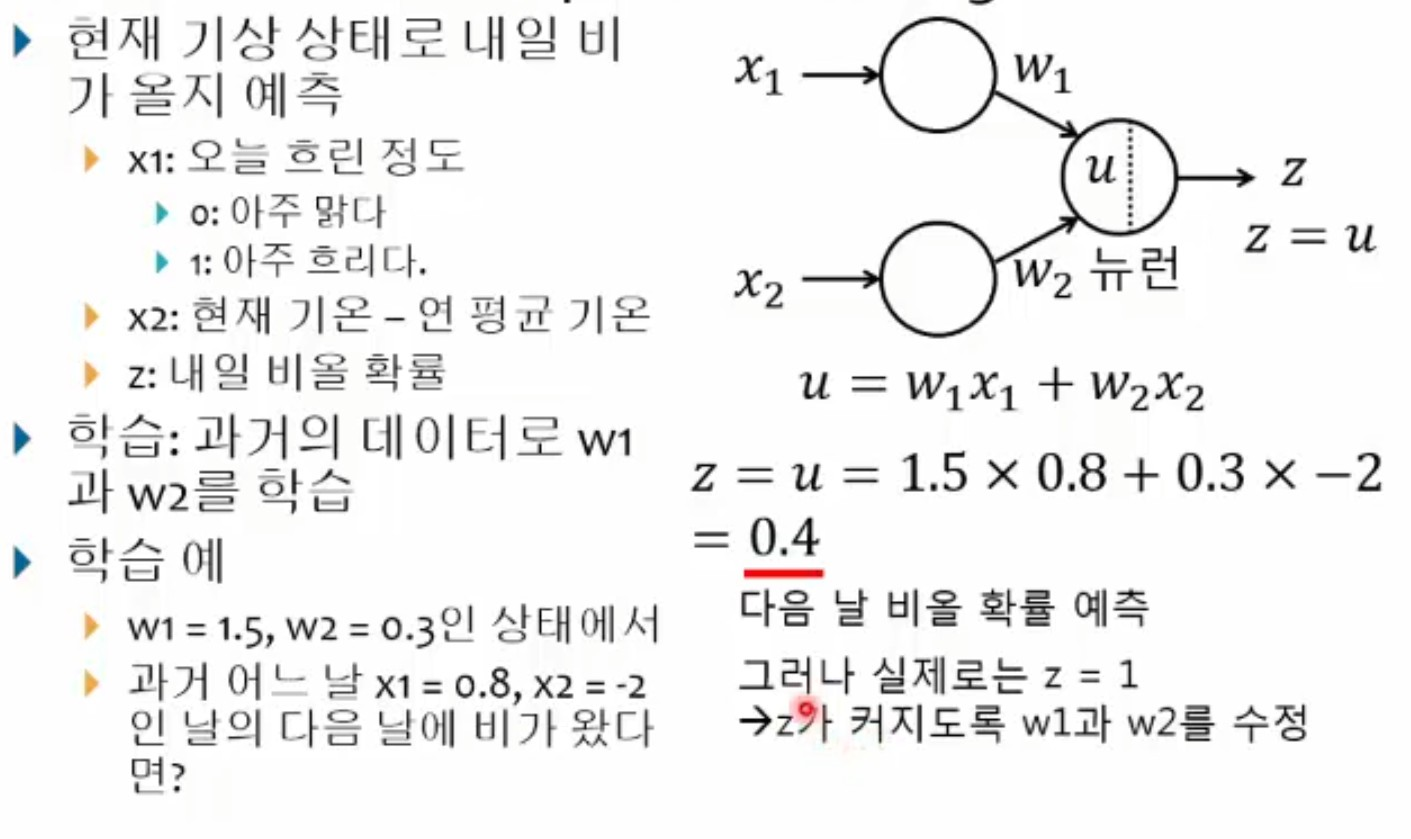 현재 기상 상태로 내일 비
가 올지 예측
x1: 오늘 흐린 정도
0: 아주 맑다
1: 아주 흐리다.
x2: 현재 기온 – 연 평균 기온
z: 내일 비올 확률
학습: 과거의 데이터로 w1
과 w2를 학습
학습 예
w1 = 1.5, w2 = 0.3인 상태에서
과거 어느 날 x1 = 0.8, x2 = -2
인 날의 다음 날에 비가 왔다
면?
x₁
w₁
u
z
z = u
x₂
w₂ 뉴런
u = w₁x₁ + w₂x₂
z = u = 1.5 × 0.8 + 0.3 × −2
= 0.4
다음 날 비올 확률 예측
그러나 실제로는 z = 1
→z가 커지도록 w1과 w2를 수정